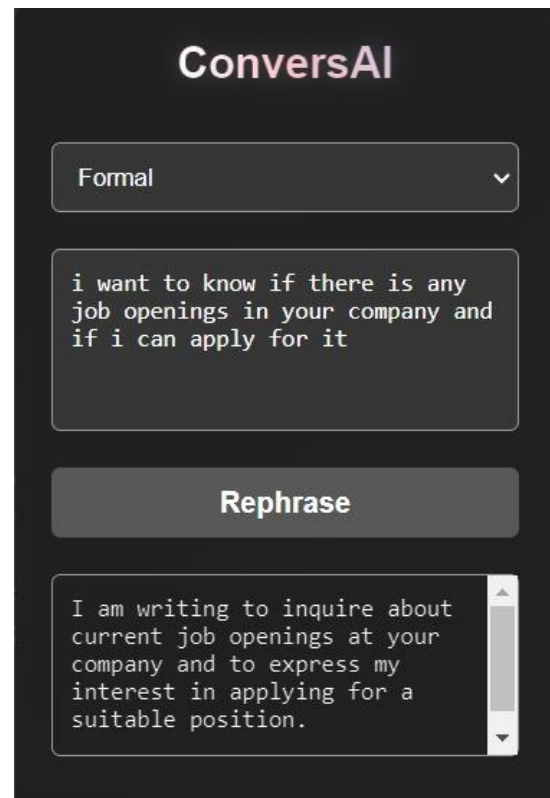 ConversAI
Formal
i want to know if there is any
job openings in your company and
if i can apply for it
Rephrase
I am writing to inquire about
current job openings at your
company and to express my
interest in applying for a
suitable position.